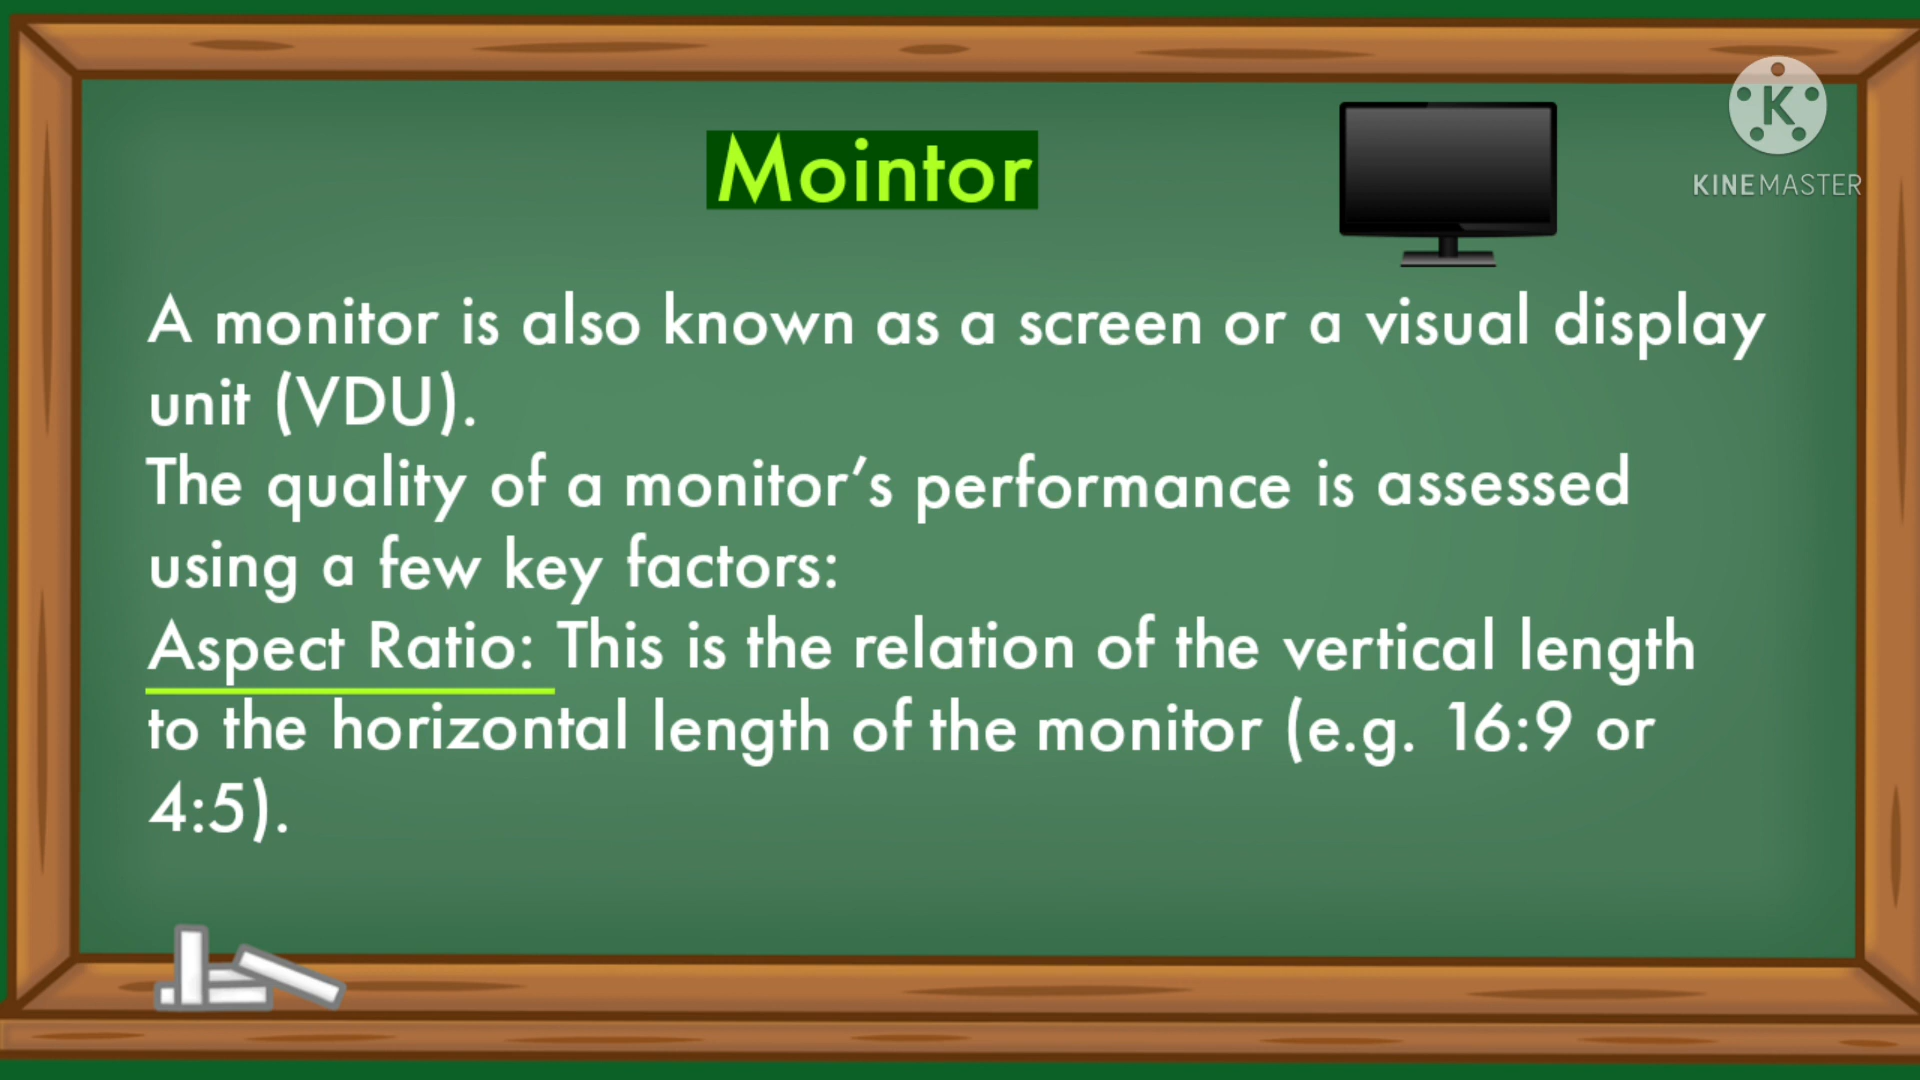 Mointor
K
KINEMASTER
A monitor is also known as a screen or a visual display
unit (VDU).
The quality of a monitor’s performance is assessed
using a few key factors:
Aspect Ratio: This is the relation of the vertical length
to the horizontal length of the monitor (e.g. 16:9 or
4:5).